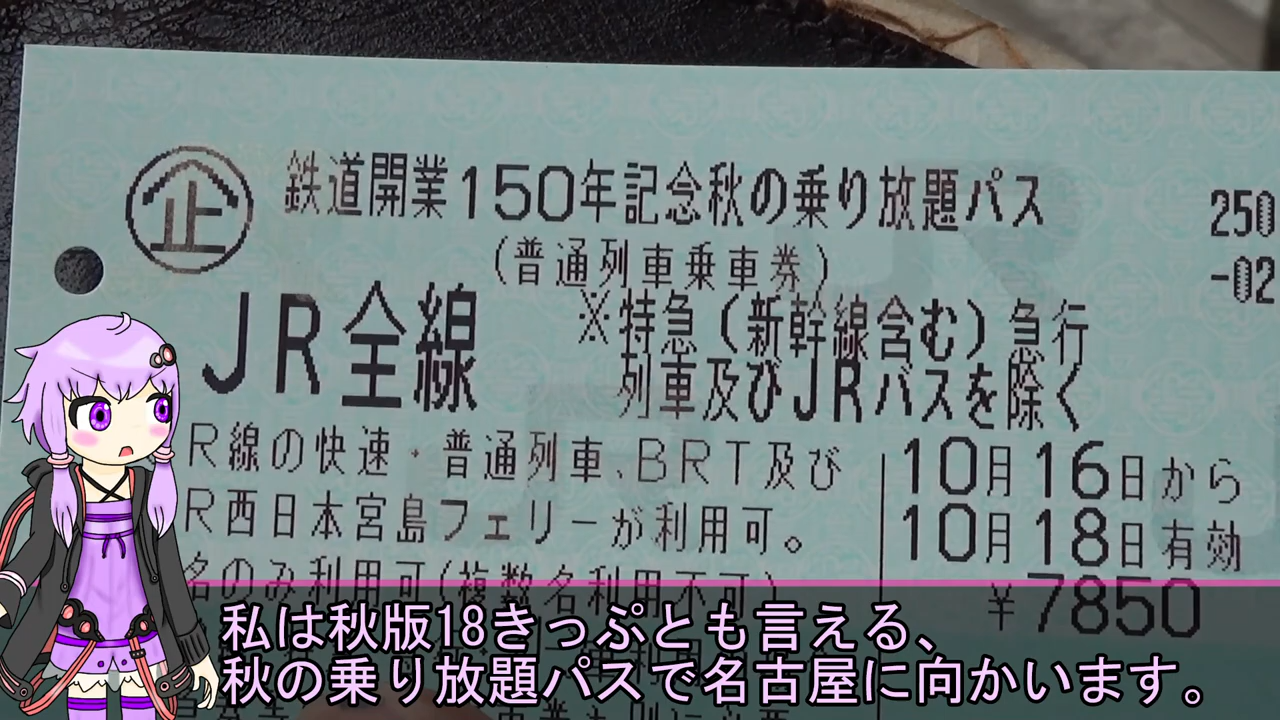 企 鉄道開業150年記念秋の乗り放題パス
250
(普通列車乗車券)
-02
JR全線 ※特急(新幹線含む)急行
列車及びJRバスを除く
R線の快速・普通列車、BRT及び
10月16日から
R西日本宮島フェリーが利用可。
10月18日有効
名のみ利用可(複数名利用不可)
¥7850
私は秋版18きっぷとも言える、
秋の乗り放題パスで名古屋に向かいます。